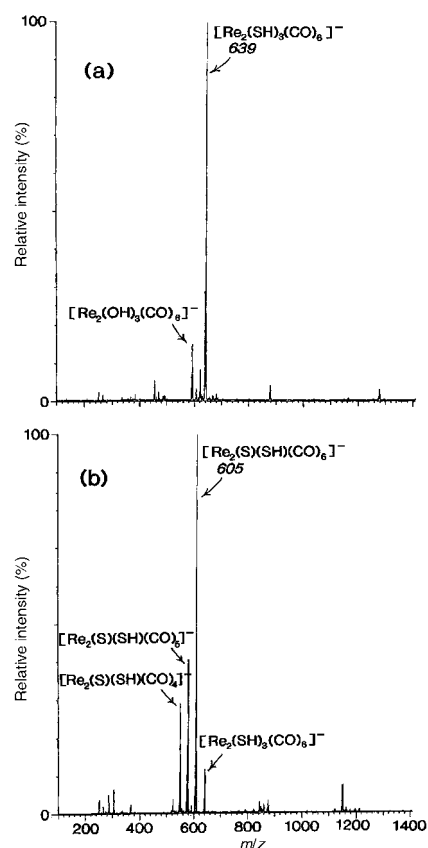 100
[Re₂(SH)₃(CO)₆]⁻
639
(a)
Relative intensity (%)
[Re₂(OH)₃(CO)₆]⁻
0
100
[Re₂(S)(SH)(CO)₆]⁻
605
(b)
Relative intensity (%)
[Re₂(S)(SH)(CO)₅]⁻
[Re₂(S)(SH)(CO)₄]⁻
[Re₂(SH)₃(CO)₆]⁻
0
200 400 600 800 1000 1200 1400
m/z